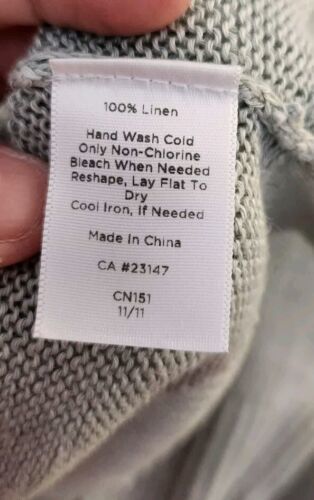 100% Linen
Hand Wash Cold
Only Non-Chlorine
Bleach When Needed
Reshape, Lay Flat To
Dry
Cool Iron, If Needed
Made in China
CA #23147
CN151
11/11